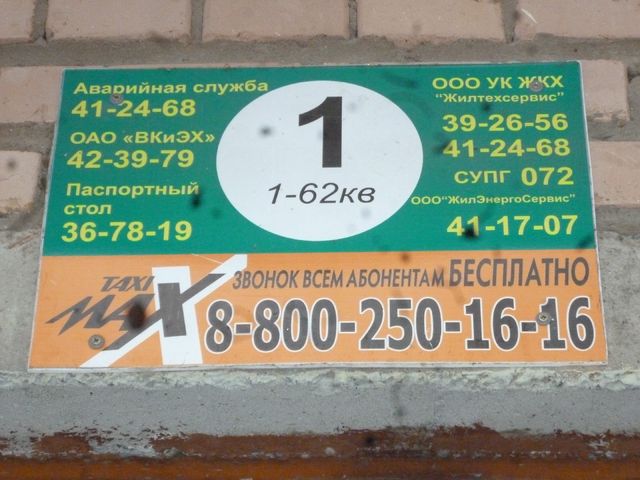 Аварийная служба
41-24-68
ОАО «ВКиЭХ»
42-39-79
Паспортный
стол
36-78-19
1
1-62кв
ООО УК ЖКХ
"Жилтехсервис"
39-26-56
41-24-68
СУПГ 072
ООО"ЖилЭнергоСервис"
41-17-07
TAXI
MAX
ЗВОНОК ВСЕМ АБОНЕНТАМ БЕСПЛАТНО
8-800-250-16-16